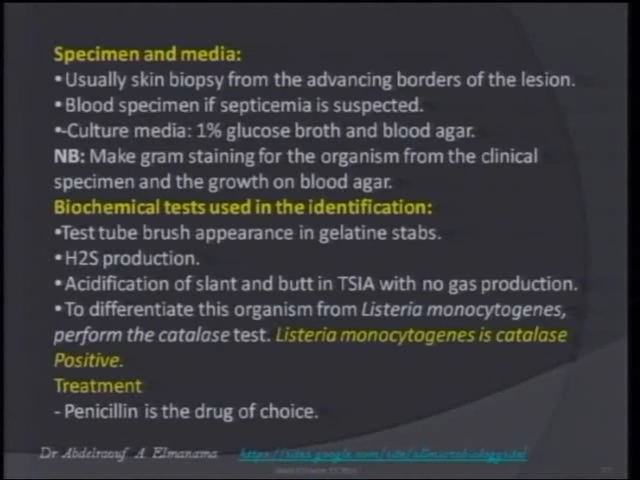 Specimen and media:
•Usually skin biopsy from the advancing borders of the lesion.
•Blood specimen if septicemia is suspected.
•-Culture media: 1% glucose broth and blood agar.
NB: Make gram staining for the organism from the clinical
specimen and the growth on blood agar.
Biochemical tests used in the identification:
•Test tube brush appearance in gelatine stabs.
•H2S production.
•Acidification of slant and butt in TSIA with no gas production.
•To differentiate this organism from Listeria monocytogenes,
perform the catalase test. Listeria monocytogenes is catalase
Positive.
Treatment
- Penicillin is the drug of choice.
Dr Abdelraouf A. Elmanama